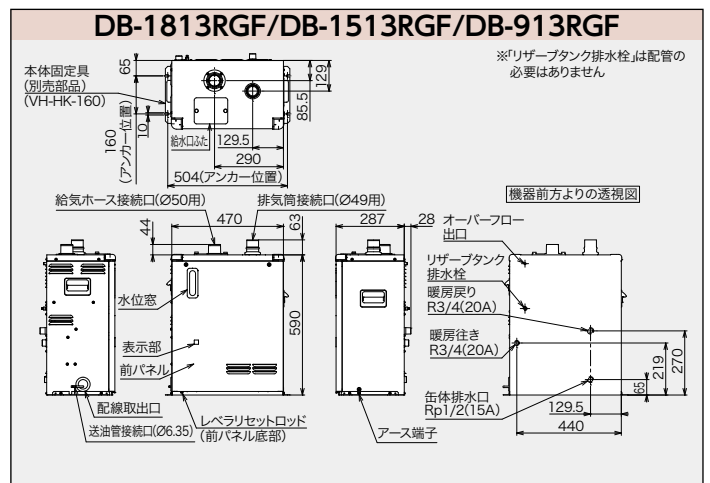 DB-1813RGF/DB-1513RGF/DB-913RGF
※「リザーブタンク排水栓」は配管の
必要はありません
本体固定具
(別売部品)
(VH-HK-160)
65
160
(アンカー位置)
10
129
85.5
給水口ふた
129.5
290
504(アンカー位置)
給気ホース接続口(Ø50用)
排気筒接続口(Ø49用)
機器前方よりの透視図
44
470
63
287
28
オーバーフロー
出口
リザーブタンク
排水栓
水位窓
暖房戻り
R3/4(20A)
590
表示部
暖房往き
R3/4(20A)
前パネル
219
270
65
缶体排水口
Rp1/2(15A)
129.5
440
配線取出口
送油管接続口(Ø6.35)
レベラリセットロッド
(前パネル底部)
アース端子